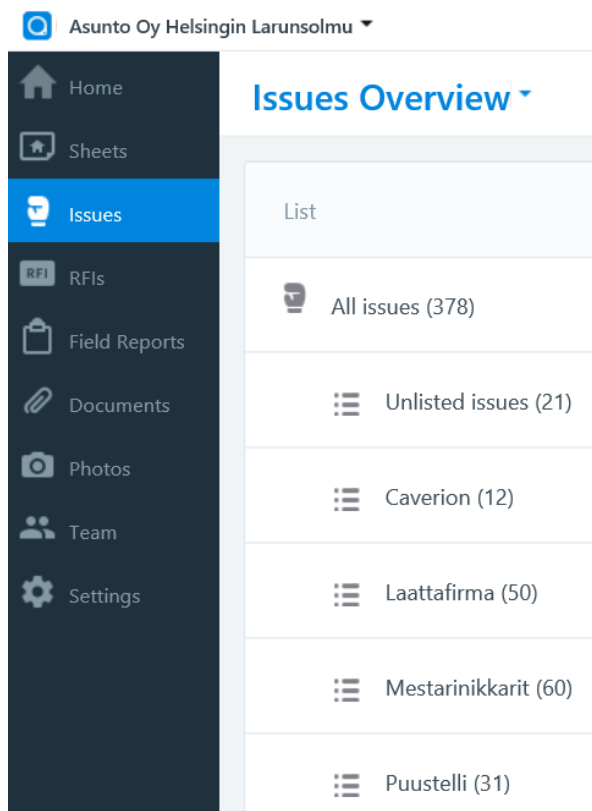 Asunto Oy Helsingin Larunsolmu
Home
Sheets
Issues
RFI RFIs
Field Reports
Documents
Photos
Team
Settings
Issues Overview
List
All issues (378)
Unlisted issues (21)
Caverion (12)
Laattafirma (50)
Mestarinikkarit (60)
Puustelli (31)